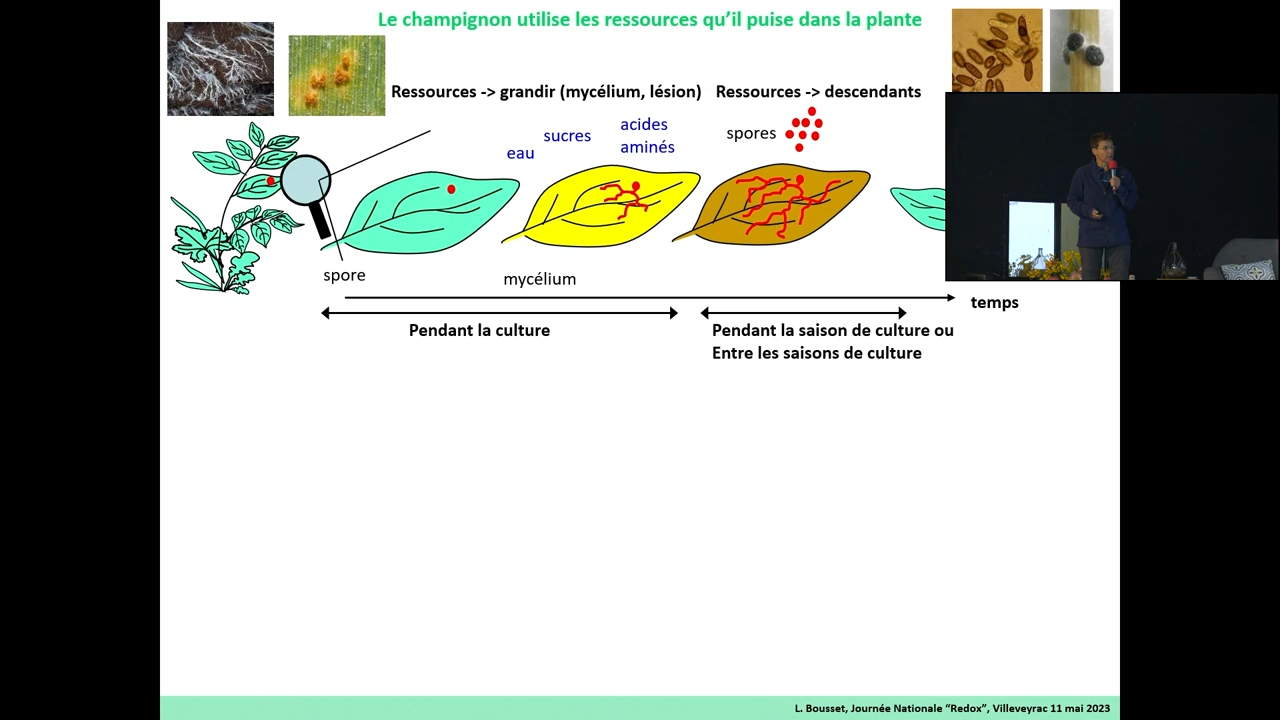 Le champignon utilise les ressources qu'il puise dans la plante
Ressources -> grandir (mycélium, lésion)
Ressources -> descendants
eau
sucres
acides
aminés
spores
spore
mycélium
temps
Pendant la culture
Pendant la saison de culture ou
Entre les saisons de culture
L. Bousset, Journée Nationale “Redox”, Villeveyrac 11 mai 2023